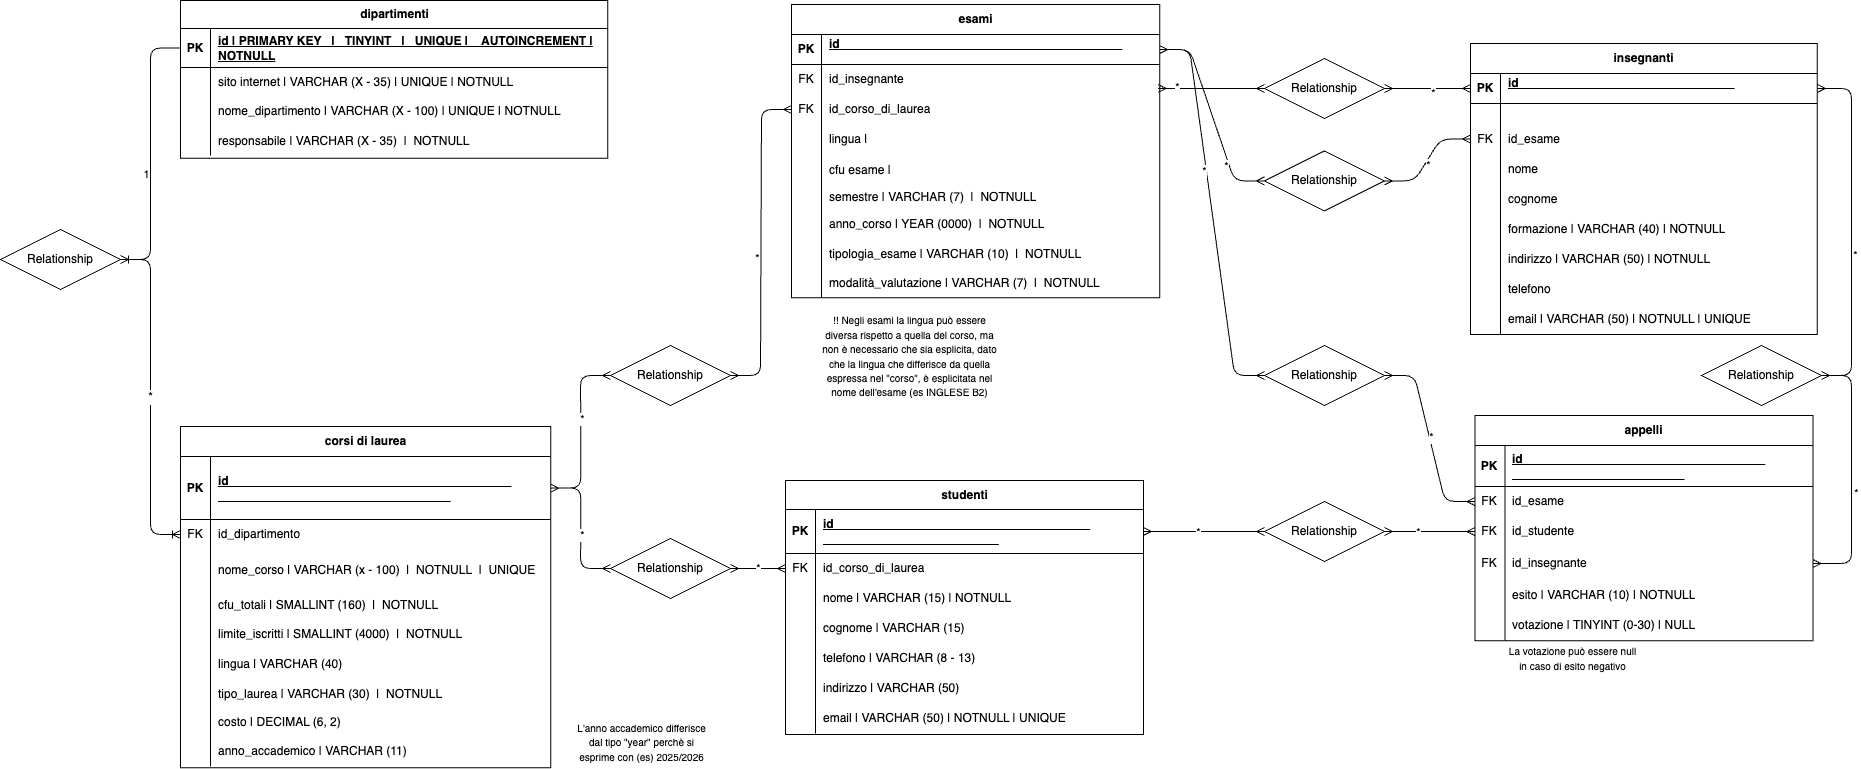 dipartimenti
PK
id | PRIMARY KEY | TINYINT | UNIQUE | AUTOINCREMENT |
NOTNULL
sito internet | VARCHAR (X - 35) | UNIQUE | NOTNULL
nome_dipartimento | VARCHAR (X - 100) | UNIQUE | NOTNULL
responsabile | VARCHAR (X - 35) | NOTNULL
1
Relationship
*
corsi di laurea
PK
id
FK
id_dipartimento
nome_corso | VARCHAR (x - 100) | NOTNULL | UNIQUE
cfu_totali | SMALLINT (160) | NOTNULL
limite_iscritti | SMALLINT (4000) | NOTNULL
lingua | VARCHAR (40)
tipo_laurea | VARCHAR (30) | NOTNULL
costo | DECIMAL (6, 2)
anno_accademico | VARCHAR (11)
L'anno accademico differisce
dal tipo "year" perchè si
esprime con (es) 2025/2026
*
Relationship
*
*
Relationship
*
esami
PK
id
FK
id_insegnante
FK
id_corso_di_laurea
lingua |
cfu esame |
semestre | VARCHAR (7) | NOTNULL
anno_corso | YEAR (0000) | NOTNULL
tipologia_esame | VARCHAR (10) | NOTNULL
modalità_valutazione | VARCHAR (7) | NOTNULL
!! Negli esami la lingua può essere
diversa rispetto a quella del corso, ma
non è necessario che sia esplicita, dato
che la lingua che differisce da quella
espressa nel "corso", è esplicitata nel
nome dell'esame (es INGLESE B2)
studenti
PK
id
FK
id_corso_di_laurea
nome | VARCHAR (15) | NOTNULL
cognome | VARCHAR (15)
telefono | VARCHAR (8 - 13)
indirizzo | VARCHAR (50)
email | VARCHAR (50) | NOTNULL | UNIQUE
*
Relationship
*
*
Relationship
*
*
Relationship
*
*
Relationship
*
insegnanti
PK
id
FK
id_esame
nome
cognome
formazione | VARCHAR (40) | NOTNULL
indirizzo | VARCHAR (50) | NOTNULL
telefono
email | VARCHAR (50) | NOTNULL | UNIQUE
*
Relationship
*
appelli
PK
id
FK
id_esame
FK
id_studente
FK
id_insegnante
esito | VARCHAR (10) | NOTNULL
votazione | TINYINT (0-30) | NULL
La votazione può essere null
in caso di esito negativo